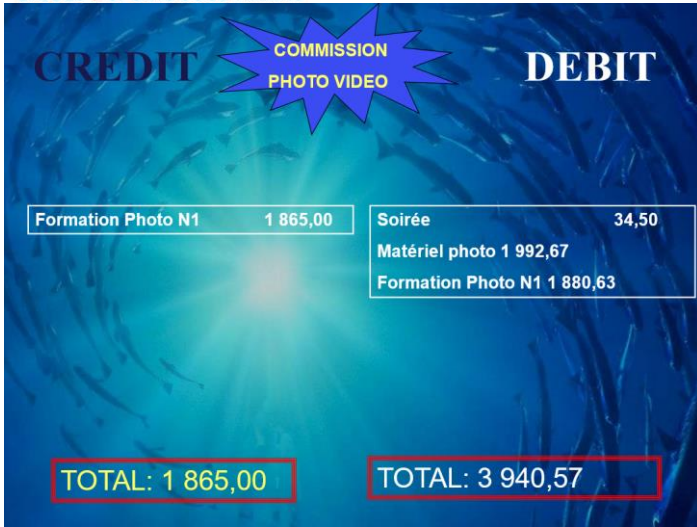 CREDIT
COMMISSION
PHOTO VIDEO
DEBIT
Formation Photo N1 1 865,00
Soirée 34,50
Matériel photo 1 992,67
Formation Photo N1 1 880,63
TOTAL: 1 865,00
TOTAL: 3 940,57